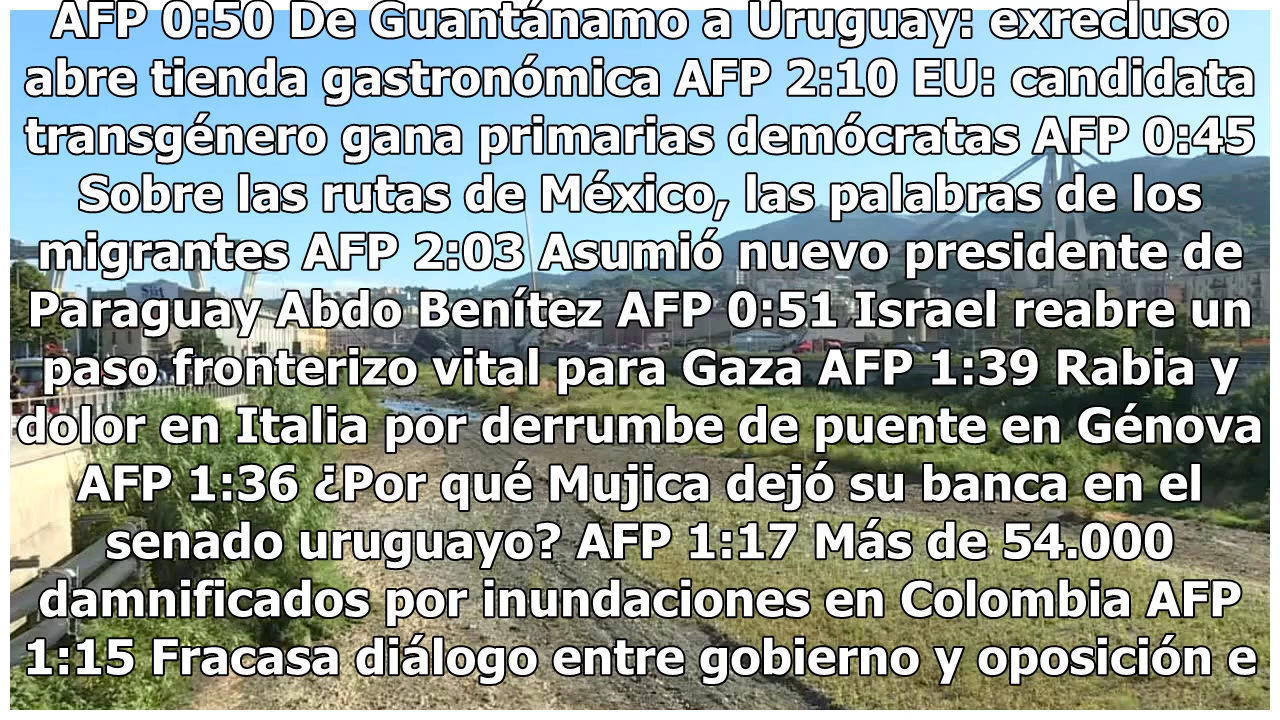 AFP 0:50 De Guantánamo a Uruguay: exrecluso
abre tienda gastronómica AFP 2:10 EU: candidata
transgénero gana primarias demócratas AFP 0:45
Sobre las rutas de México, las palabras de los
migrantes AFP 2:03 Asumió nuevo presidente de
Paraguay Abdo Benítez AFP 0:51 Israel reabre un
paso fronterizo vital para Gaza AFP 1:39 Rabia y
dolor en Italia por derrumbe de puente en Génova
AFP 1:36 ¿Por qué Mujica dejó su banca en el
senado uruguayo? AFP 1:17 Más de 54.000
damnificados por inundaciones en Colombia AFP
1:15 Fracasa diálogo entre gobierno y oposición e